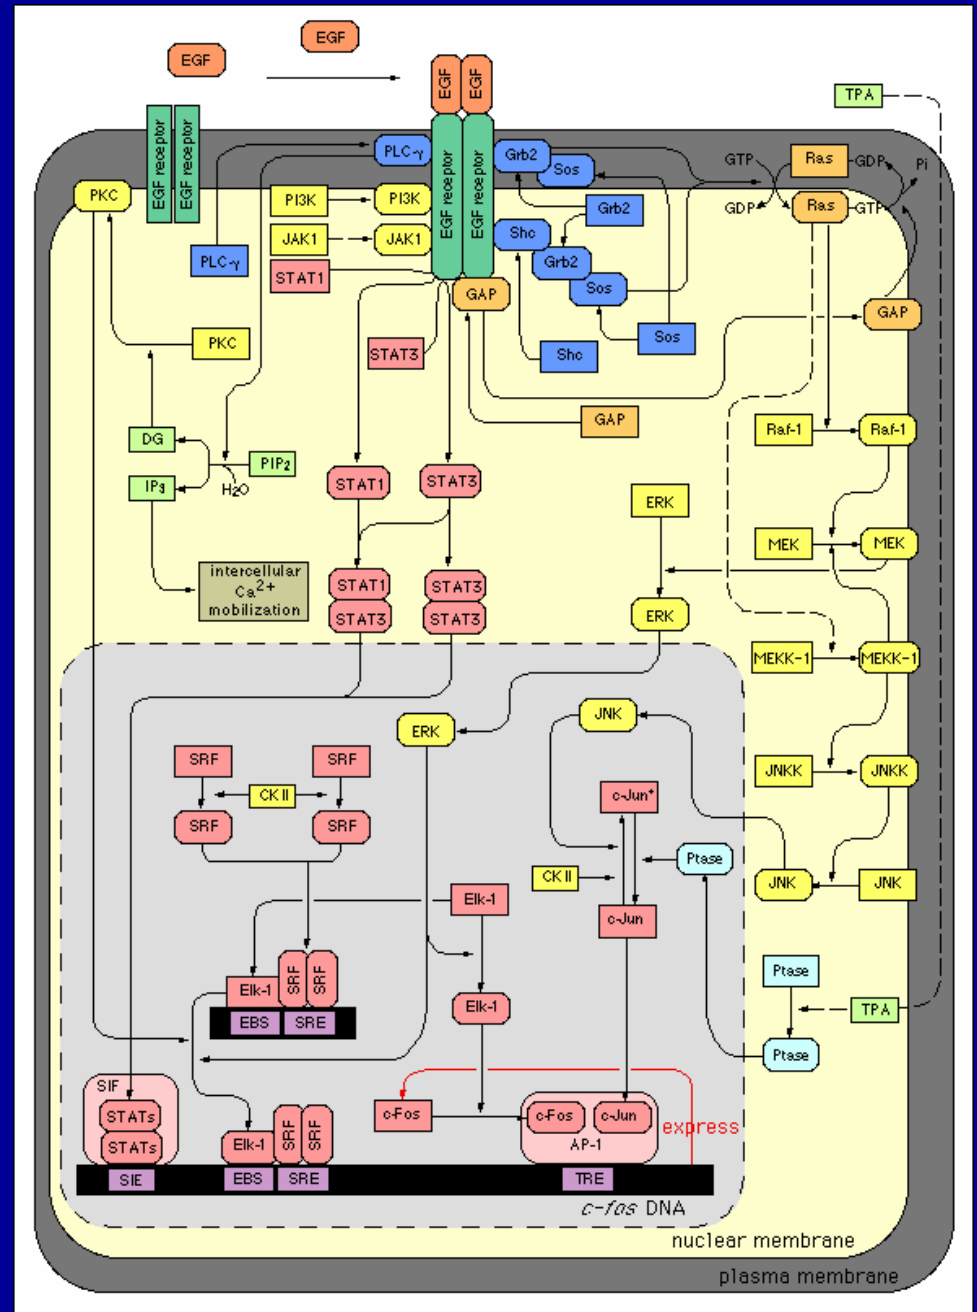 EGF
EGF
EGF
EGF
TPA
EGF receptor
EGF receptor
EGF receptor
EGF receptor
PLC-γ
Grb2
Sos
GTP
Ras
GDP
Pi
PKC
PI3K
PI3K
Grb2
GDP
Ras
GTP
JAK1
JAK1
Shc
PLC-γ
STAT1
Grb2
Sos
GAP
GAP
PKC
STAT3
Shc
Sos
DG
GAP
Raf-1
Raf-1
PIP2
IP3
H2O
STAT1
STAT3
ERK
MEK
MEK
intercellular
Ca2+
mobilization
STAT1
STAT3
STAT3
STAT3
ERK
MEKK-1
MEKK-1
ERK
JNK
SRF
SRF
JNKK
JNKK
CK II
c-Jun*
SRF
SRF
Ptase
CK II
JNK
JNK
Elk-1
c-Jun
Elk-1
SRF
SRF
Ptase
EBS
SRE
Elk-1
TPA
Ptase
SIF
STATs
STATs
Elk-1
SRF
SRF
c-Fos
c-Fos
c-Jun
AP-1
express
SIE
EBS
SRE
TRE
c-fos DNA
nuclear membrane
plasma membrane